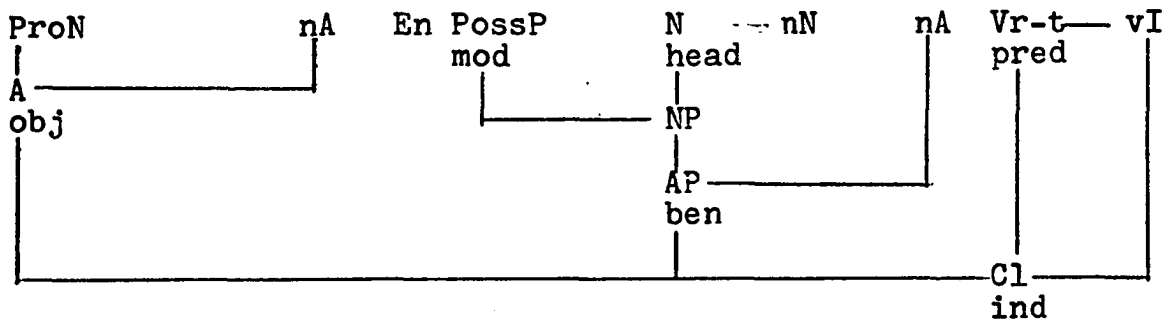 ProN nA En PossP N nN nA Vr-t vI
mod head pred
A
obj
NP
AP
ben
Cl
ind